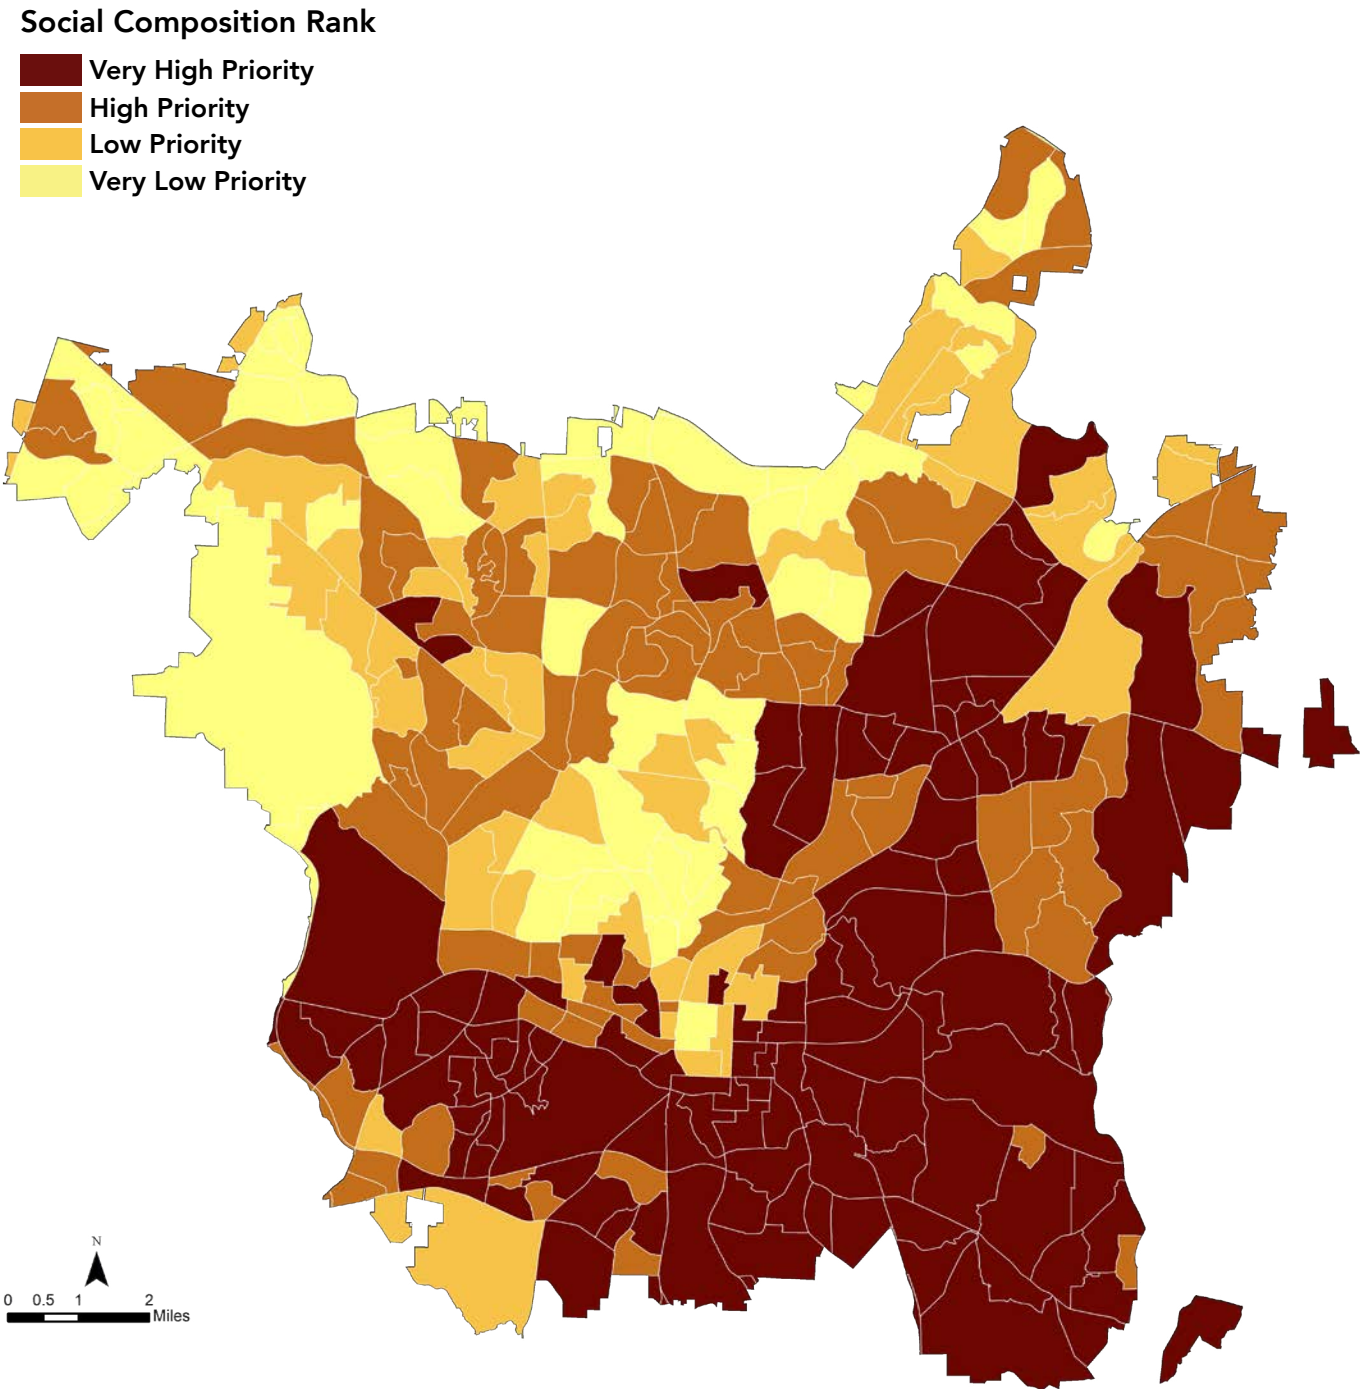 Social Composition Rank
Very High Priority
High Priority
Low Priority
Very Low Priority
N
0 0.5 1 2
Miles